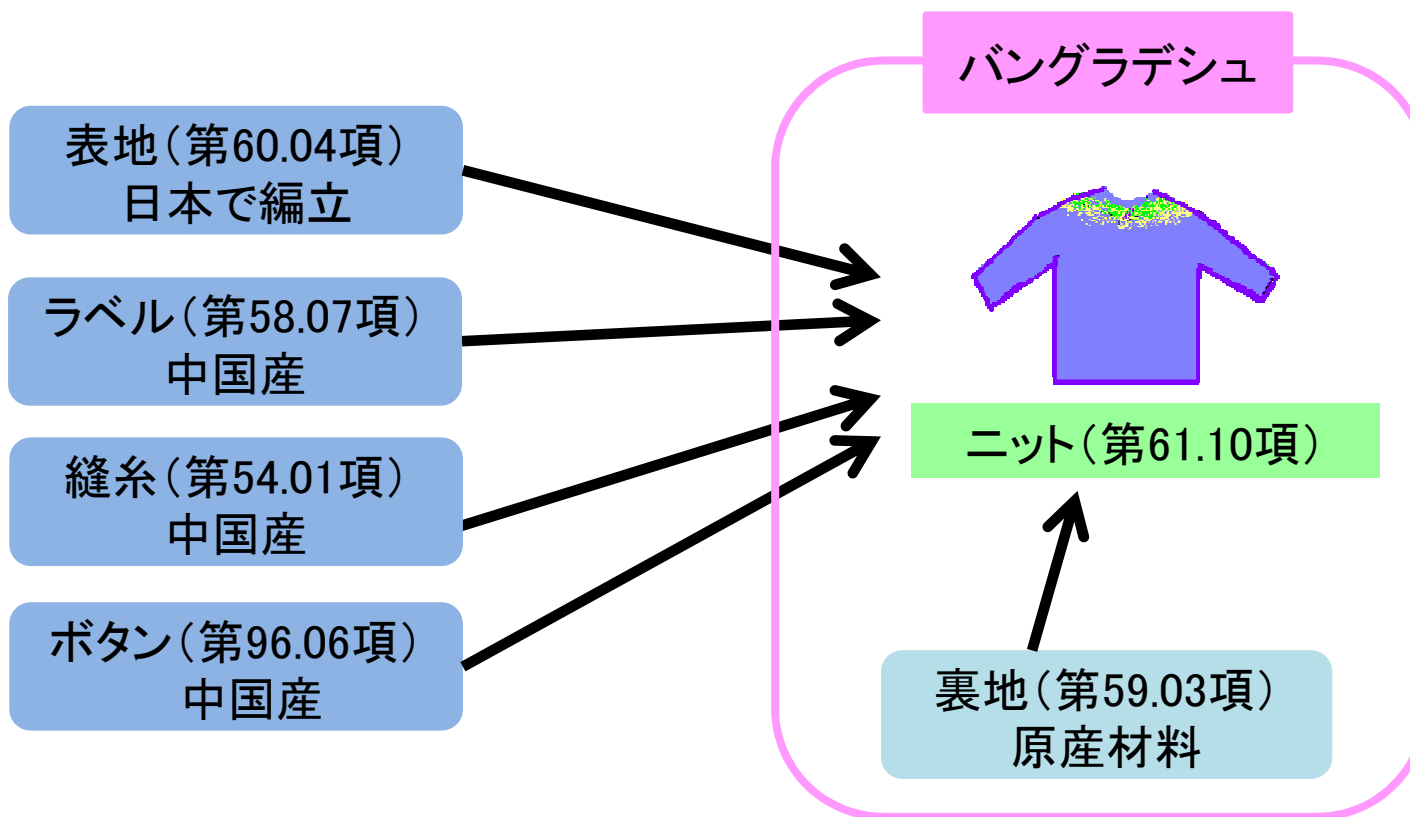 バングラデシュ
表地（第60.04項）
日本で編立
ラベル（第58.07項）
中国産
縫糸（第54.01項）
中国産
ボタン（第96.06項）
中国産
ニット（第61.10項）
裏地（第59.03項）
原産材料